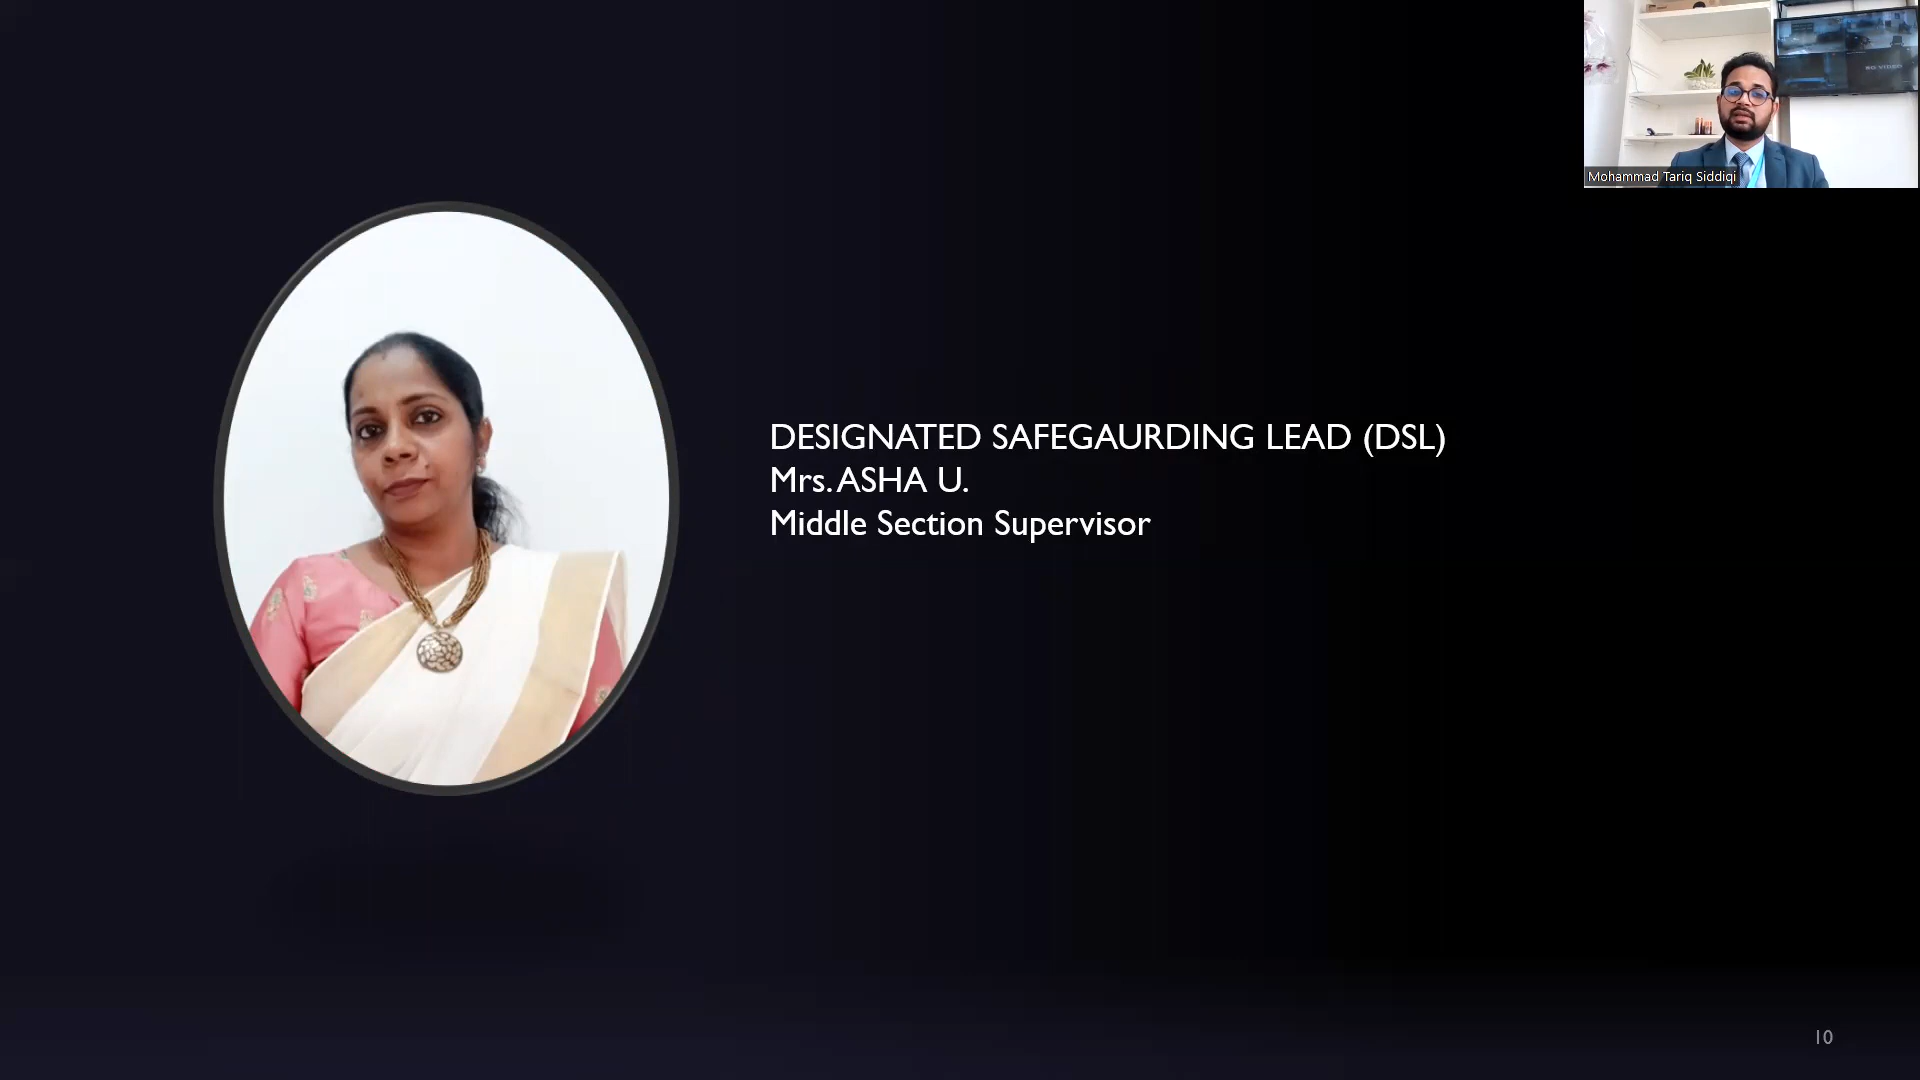 Mohammad Tariq Siddiqi
DESIGNATED SAFEGAURDING LEAD (DSL)
Mrs. ASHA U.
Middle Section Supervisor
10